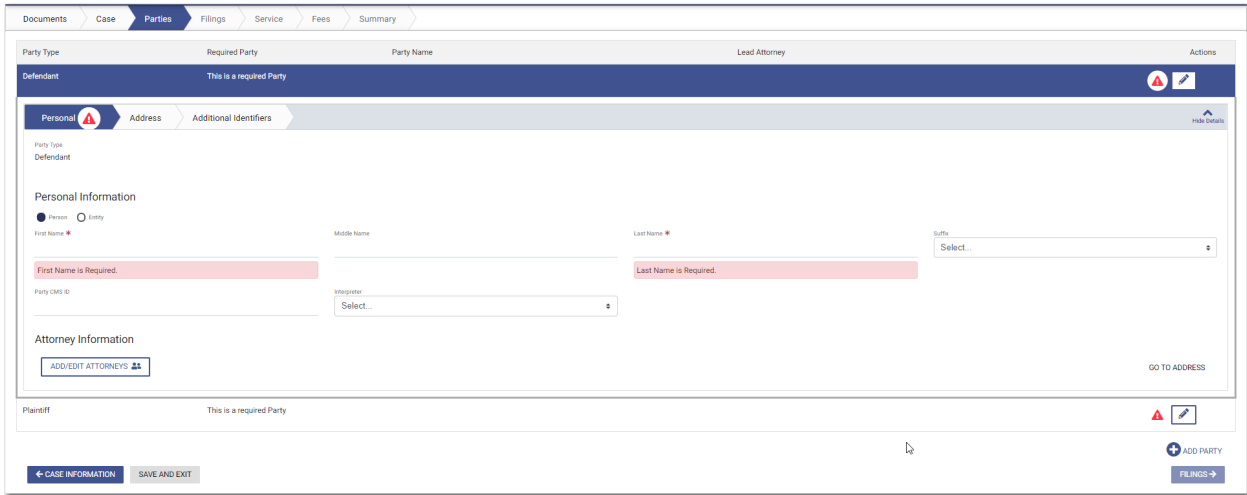 Documents Case Parties Filings Service Fees Summary
Party Type Required Party Party Name Lead Attorney Actions
Defendant This is a required Party
Personal Address Additional Identifiers Hide Details
Party Type
Defendant
Personal Information
Person Entity
First Name * Middle Name Last Name * Suffix
Select...
First Name is Required. Last Name is Required.
Party CMS ID Interpreter
Select...
Attorney Information
ADD/EDIT ATTORNEYS GO TO ADDRESS
Plaintiff This is a required Party
ADD PARTY
CASE INFORMATION SAVE AND EXIT FILINGS